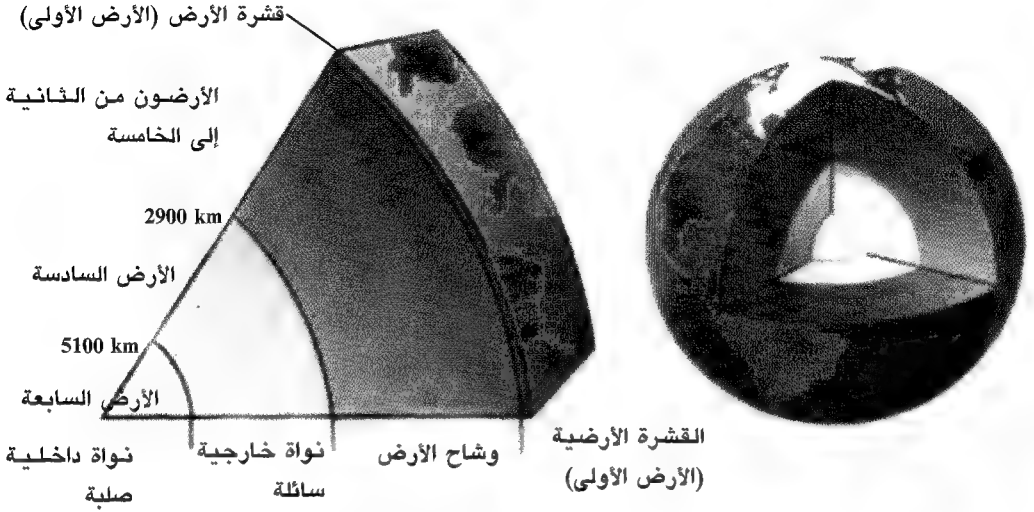 قشرة الأرض (الأرض الأولى)
الأرضون من الثانية
إلى الخامسة
2900 km
الأرض السادسة
5100 km
الأرض السابعة
القشرة الأرضية
(الأرض الأولى)
وشاح الأرض
نواة خارجية
سائلة
نواة داخلية
صلبة